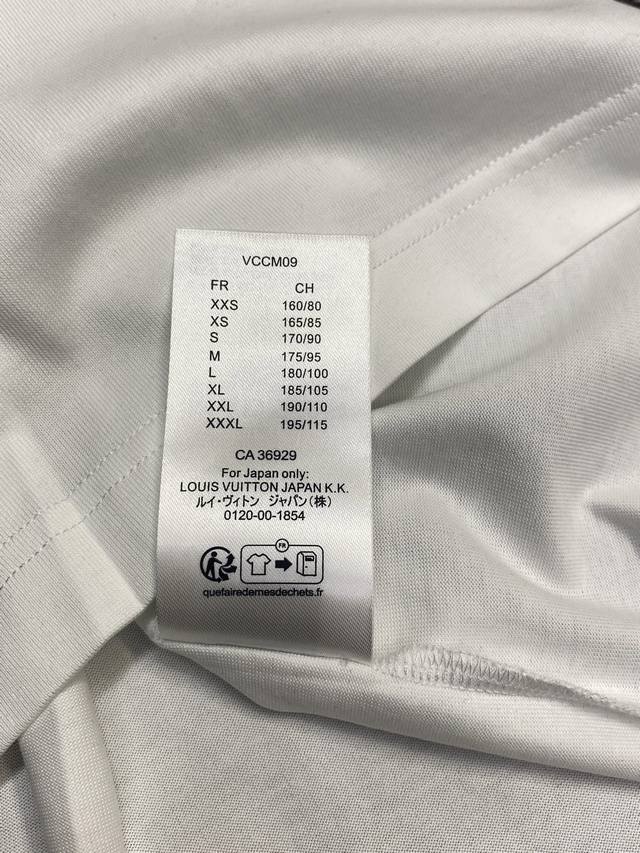 VCCM09
FR CH
XXS 160/80
XS 165/85
S 170/90
M 175/95
L 180/100
XL 185/105
XXL 190/110
XXXL 195/115
CA 36929
For Japan only:
LOUIS VUITTON JAPAN K.K.
ルイ・ヴィトン ジャパン(株)
0120-00-1854
FR
quefairedemesdechets.fr